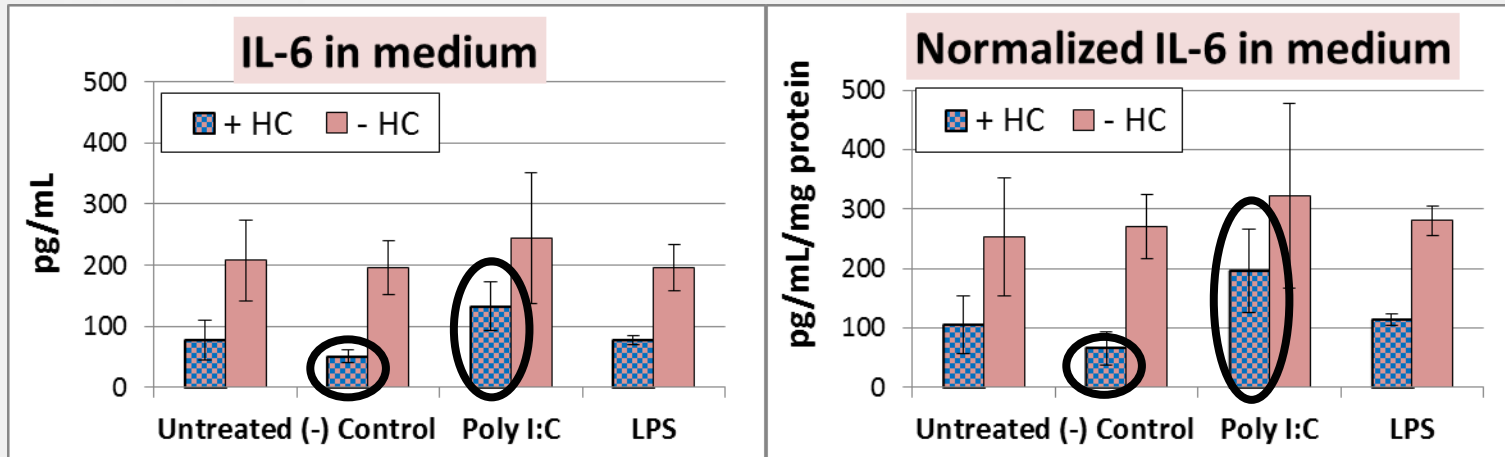 IL-6 in medium
500
400
300
200
100
0
pg/mL
+ HC - HC
Untreated (-) Control Poly I:C LPS
Normalized IL-6 in medium
500
400
300
200
100
0
pg/mL/mg protein
+ HC - HC
Untreated (-) Control Poly I:C LPS